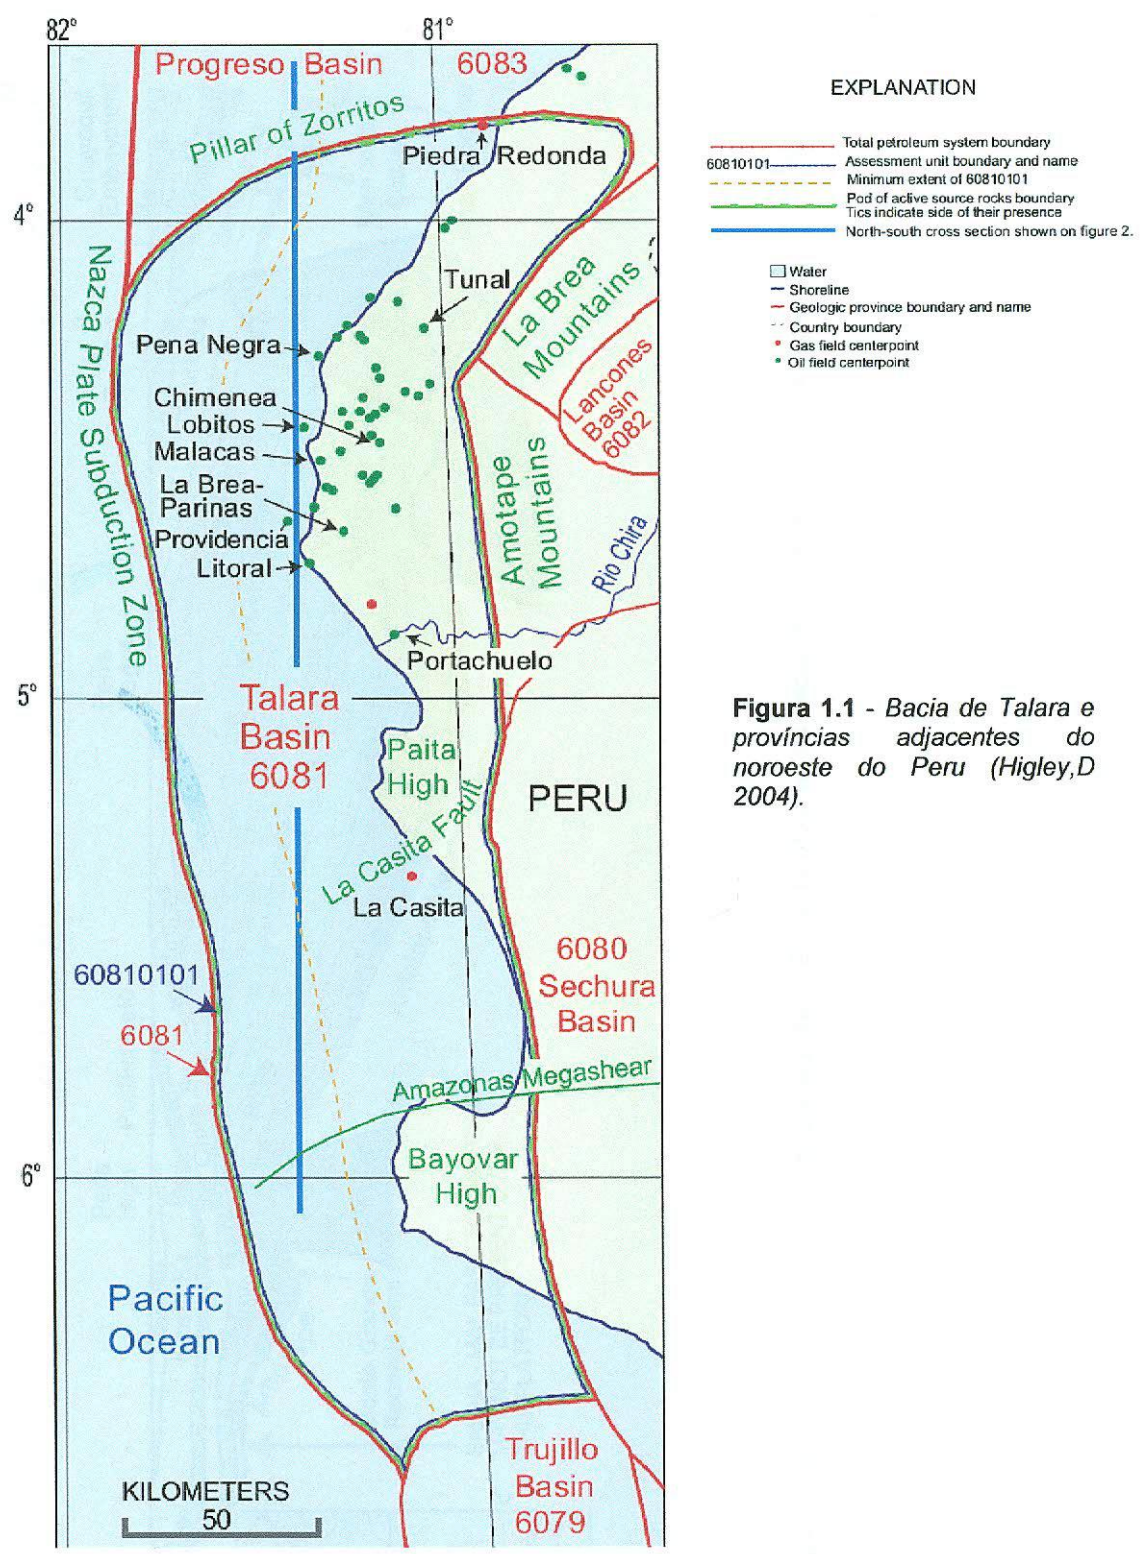 82°
81°
Progreso Basin
6083
Pillar of Zorritos
Piedra Redonda
4°
Nazca Plate Subduction Zone
Tunal
La Brea
Mountains
Pena Negra
Lancones
Basin
6082
Chimenea
Lobitos
Malacas
La Brea-
Parinas
Providencia
Litoral
Amotape
Mountains
Rio Chira
Portachuelo
5°
Talara
Basin
6081
Paita
High
PERU
La Casita Fault
La Casita
60810101
6081
6080
Sechura
Basin
Amazonas Megashear
6°
Bayovar
High
Pacific
Ocean
Trujillo
Basin
6079
KILOMETERS
50
EXPLANATION
Total petroleum system boundary
60810101 Assessment unit boundary and name
Minimum extent of 60810101
Pod of active source rocks boundary
Tics indicate side of their presence
North-south cross section shown on figure 2.
Water
Shoreline
Geologic province boundary and name
Country boundary
Gas field centerpoint
Oil field centerpoint
Figura 1.1 - Bacia de Talara e
províncias adjacentes do
noroeste do Peru (Higley,D
2004).